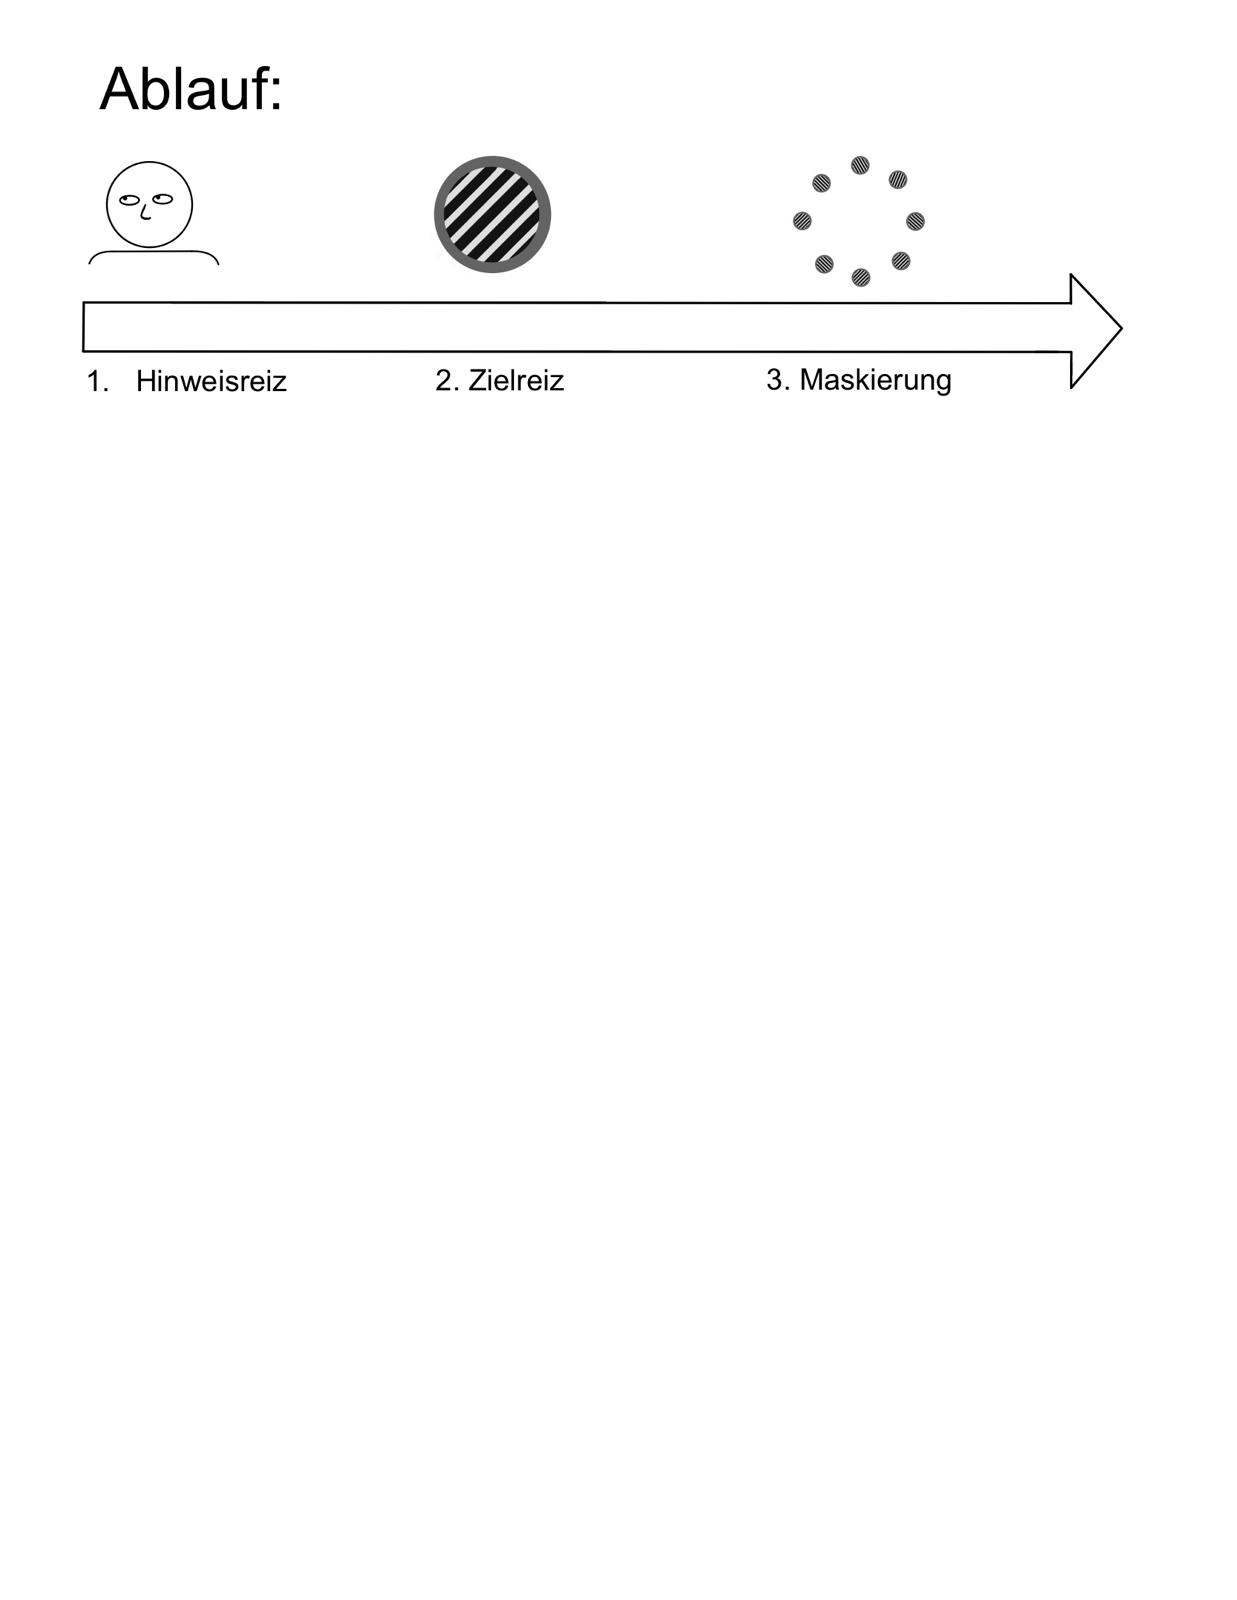 Ablauf:
1. Hinweisreiz
2. Zielreiz
3. Maskierung